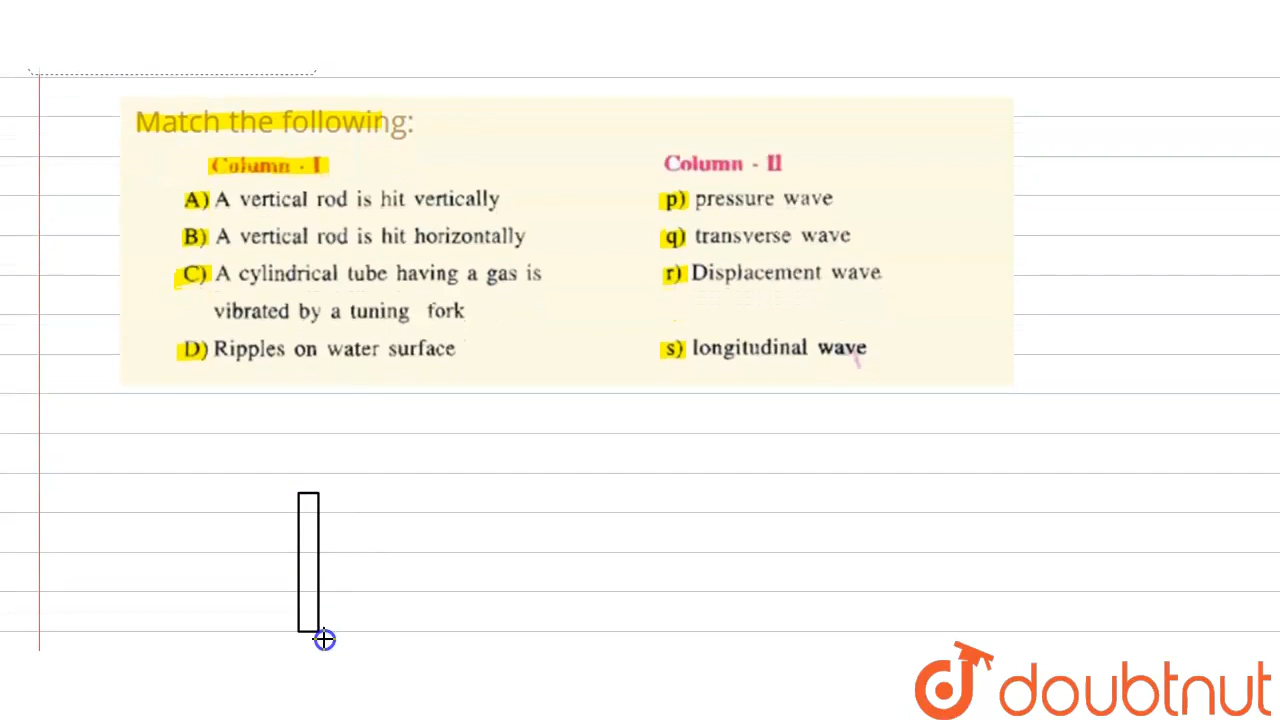 Match the following:
Column - I
Column - II
A) A vertical rod is hit vertically
p) pressure wave
B) A vertical rod is hit horizontally
q) transverse wave
C) A cylindrical tube having a gas is
r) Displacement wave
vibrated by a tuning fork
D) Ripples on water surface
s) longitudinal wave
doubtnut